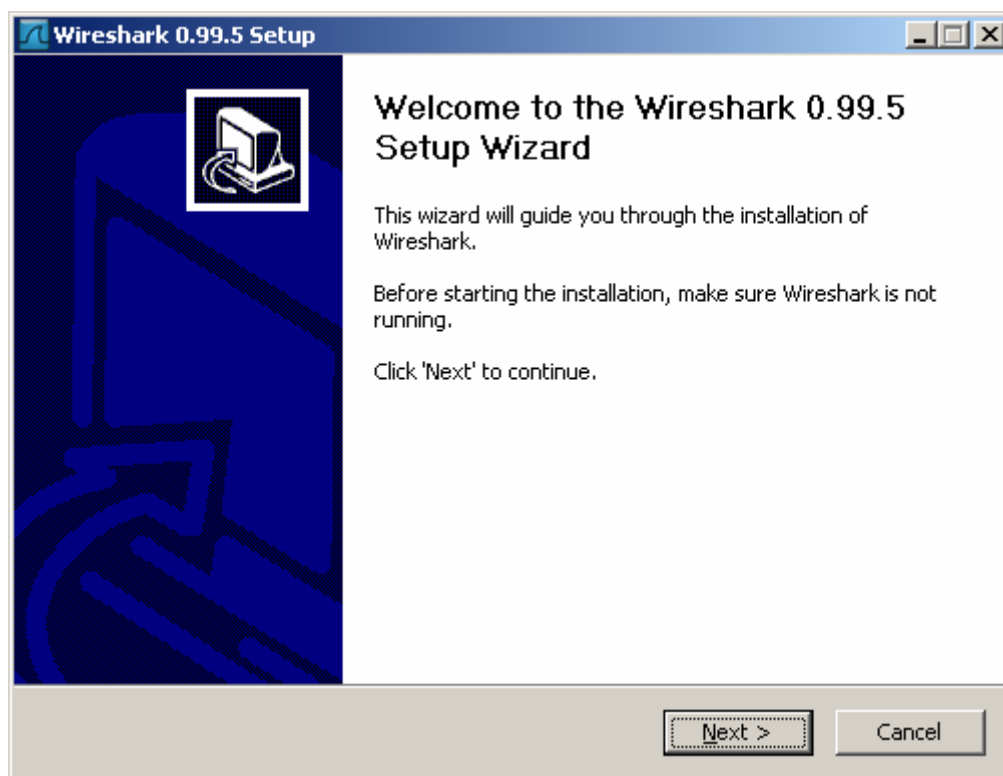 Wireshark 0.99.5 Setup
Welcome to the Wireshark 0.99.5
Setup Wizard
This wizard will guide you through the installation of
Wireshark.
Before starting the installation, make sure Wireshark is not
running.
Click 'Next' to continue.
Next >
Cancel